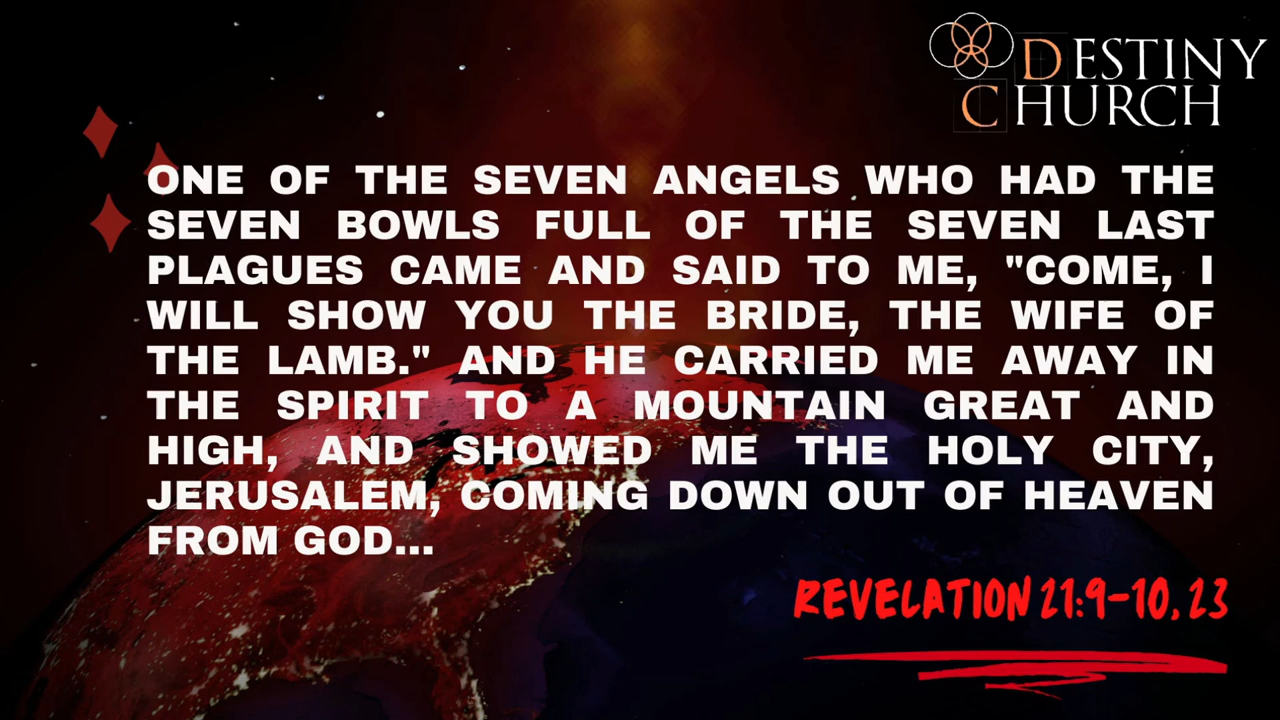 DESTINY
CHURCH
ONE OF THE SEVEN ANGELS WHO HAD THE
SEVEN BOWLS FULL OF THE SEVEN LAST
PLAGUES CAME AND SAID TO ME, "COME, I
WILL SHOW YOU THE BRIDE, THE WIFE OF
THE LAMB." AND HE CARRIED ME AWAY IN
THE SPIRIT TO A MOUNTAIN GREAT AND
HIGH, AND SHOWED ME THE HOLY CITY,
JERUSALEM, COMING DOWN OUT OF HEAVEN
FROM GOD...
REVELATION 21:9-10, 23